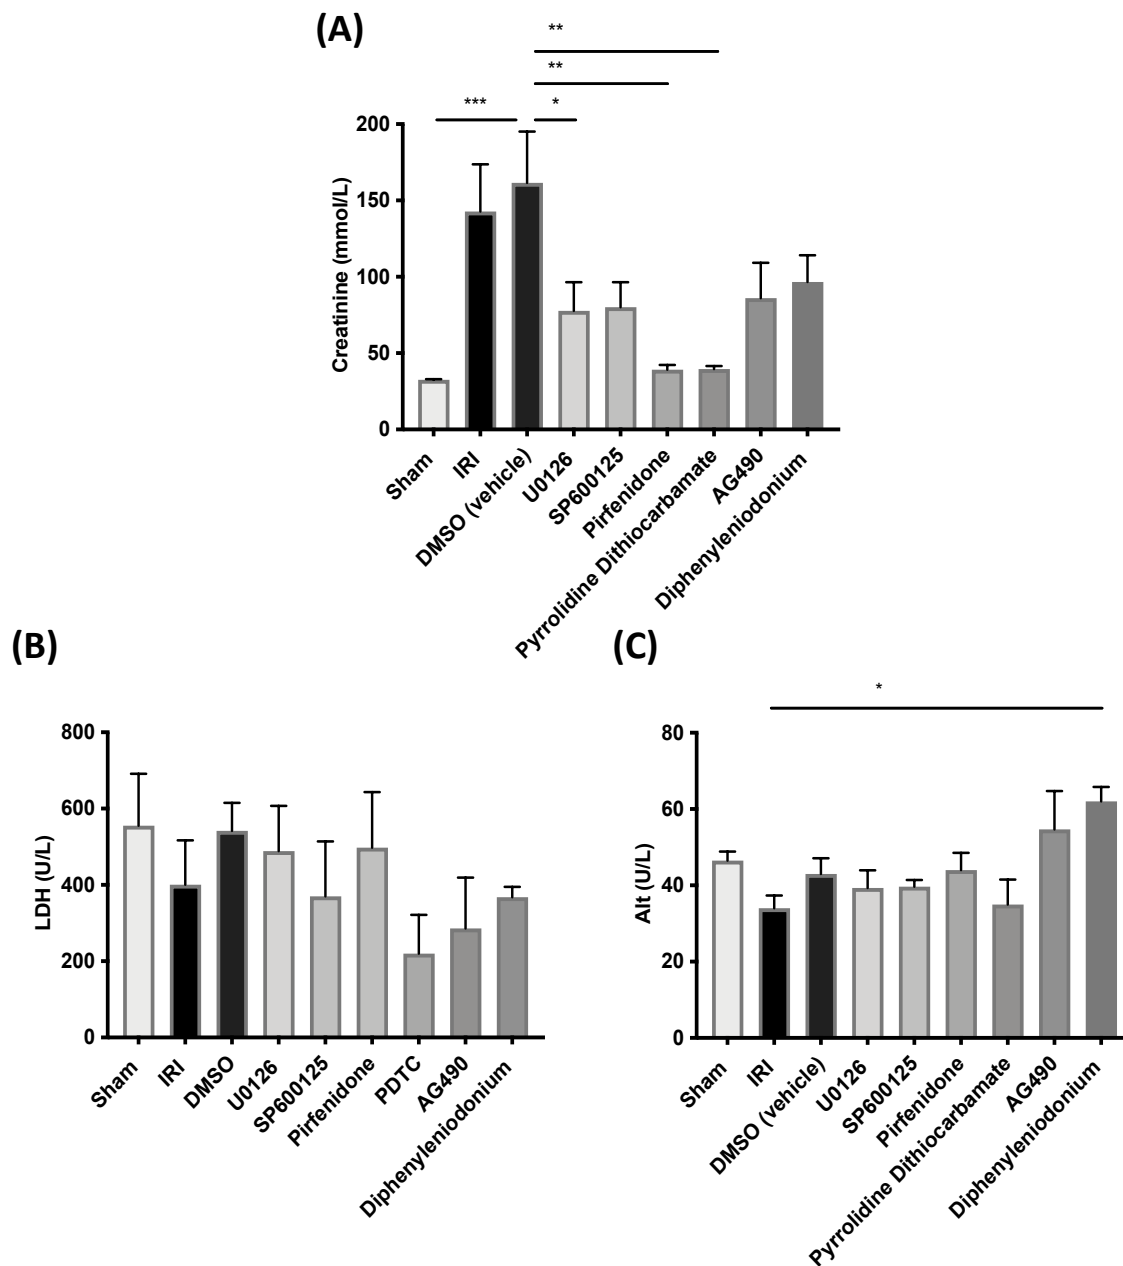 (A)
**
**
***
*
200
150
100
50
0
Creatinine (mmol/L)
Sham
IRI
DMSO (vehicle)
U0126
SP600125
Pirfenidone
Pyrrolidine Dithiocarbamate
AG490
Diphenyleniodonium
(B)
800
600
400
200
0
LDH (U/L)
Sham
IRI
DMSO
U0126
SP600125
Pirfenidone
PDTC
AG490
Diphenyleniodonium
(C)
*
80
60
40
20
0
Alt (U/L)
Sham
IRI
DMSO (vehicle)
U0126
SP600125
Pirfenidone
Pyrrolidine Dithiocarbamate
AG490
Diphenyleniodonium